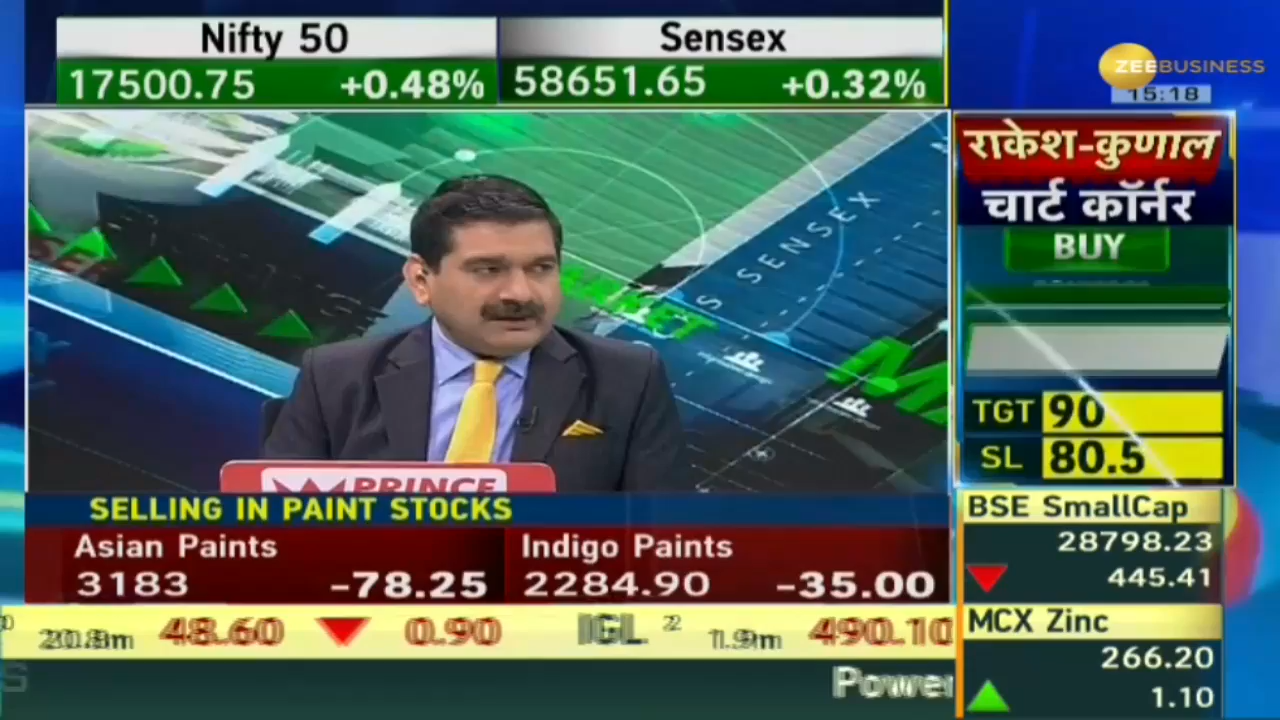 Nifty 50
17500.75 +0.48%
Sensex
58651.65 +0.32%
ZEEBUSINESS
15:18
राकेश-कुणाल
चार्ट कॉर्नर
BUY
TGT 90
SL 80.5
SENSEX
MARKET
PRINCE
SELLING IN PAINT STOCKS
Asian Paints
3183 -78.25
Indigo Paints
2284.90 -35.00
BSE SmallCap
28798.23
445.41
MCX Zinc
266.20
1.10
48.60 0.90 IGL 1.9m 490.10
Power